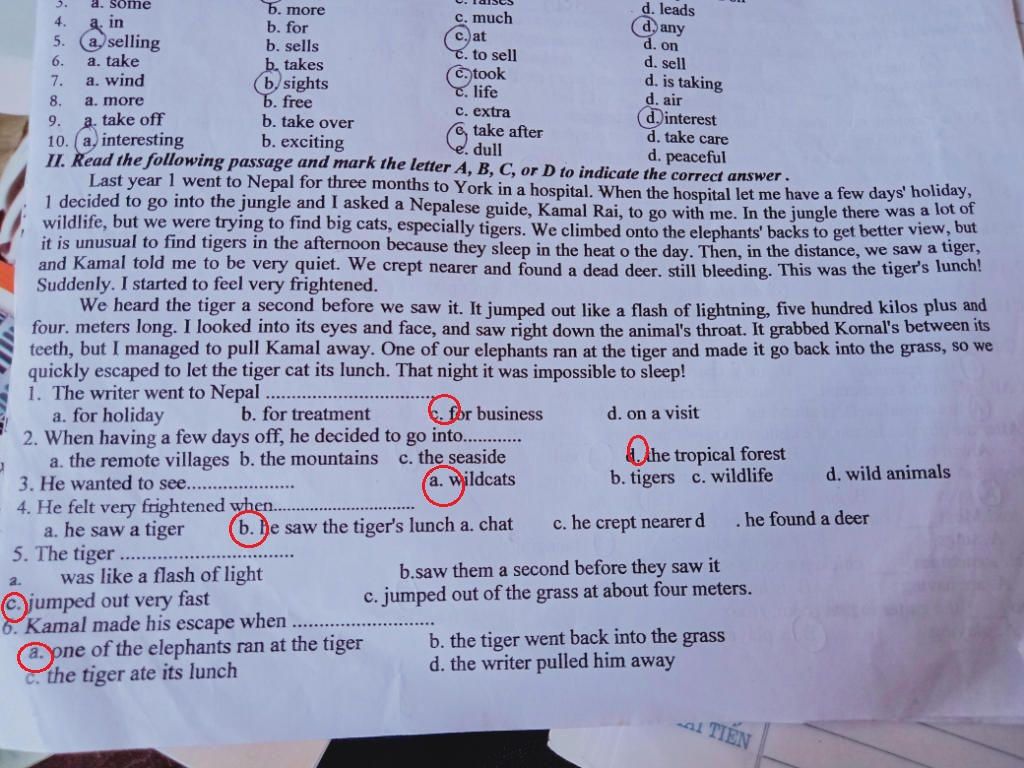 3. a. some b. more c. raises d. leads
4. a. in b. for c. much d. any
5. a. selling b. sells c. at d. on
6. a. take b. takes c. to sell d. sell
7. a. wind b. sights c. took d. is taking
8. a. more b. free c. life d. air
9. a. take off b. take over c. extra d. interest
10. a. interesting b. exciting c. take after d. take care
e. dull d. peaceful
II. Read the following passage and mark the letter A, B, C, or D to indicate the correct answer .
Last year 1 went to Nepal for three months to York in a hospital. When the hospital let me have a few days' holiday,
1 decided to go into the jungle and I asked a Nepalese guide, Kamal Rai, to go with me. In the jungle there was a lot of
wildlife, but we were trying to find big cats, especially tigers. We climbed onto the elephants' backs to get better view, but
it is unusual to find tigers in the afternoon because they sleep in the heat o the day. Then, in the distance, we saw a tiger,
and Kamal told me to be very quiet. We crept nearer and found a dead deer. still bleeding. This was the tiger's lunch!
Suddenly. I started to feel very frightened.
We heard the tiger a second before we saw it. It jumped out like a flash of lightning, five hundred kilos plus and
four. meters long. I looked into its eyes and face, and saw right down the animal's throat. It grabbed Kornal's between its
teeth, but I managed to pull Kamal away. One of our elephants ran at the tiger and made it go back into the grass, so we
quickly escaped to let the tiger cat its lunch. That night it was impossible to sleep!
1. The writer went to Nepal ................................
a. for holiday b. for treatment c. for business d. on a visit
2. When having a few days off, he decided to go into............
a. the remote villages b. the mountains c. the seaside d. the tropical forest
3. He wanted to see...................... a. wildcats b. tigers c. wildlife d. wild animals
4. He felt very frightened when.............................
a. he saw a tiger b. he saw the tiger's lunch a. chat c. he crept nearer d . he found a deer
5. The tiger ...................................
a. was like a flash of light b.saw them a second before they saw it
c. jumped out very fast c. jumped out of the grass at about four meters.
6. Kamal made his escape when ............................
a. one of the elephants ran at the tiger b. the tiger went back into the grass
c. the tiger ate its lunch d. the writer pulled him away
TIEN